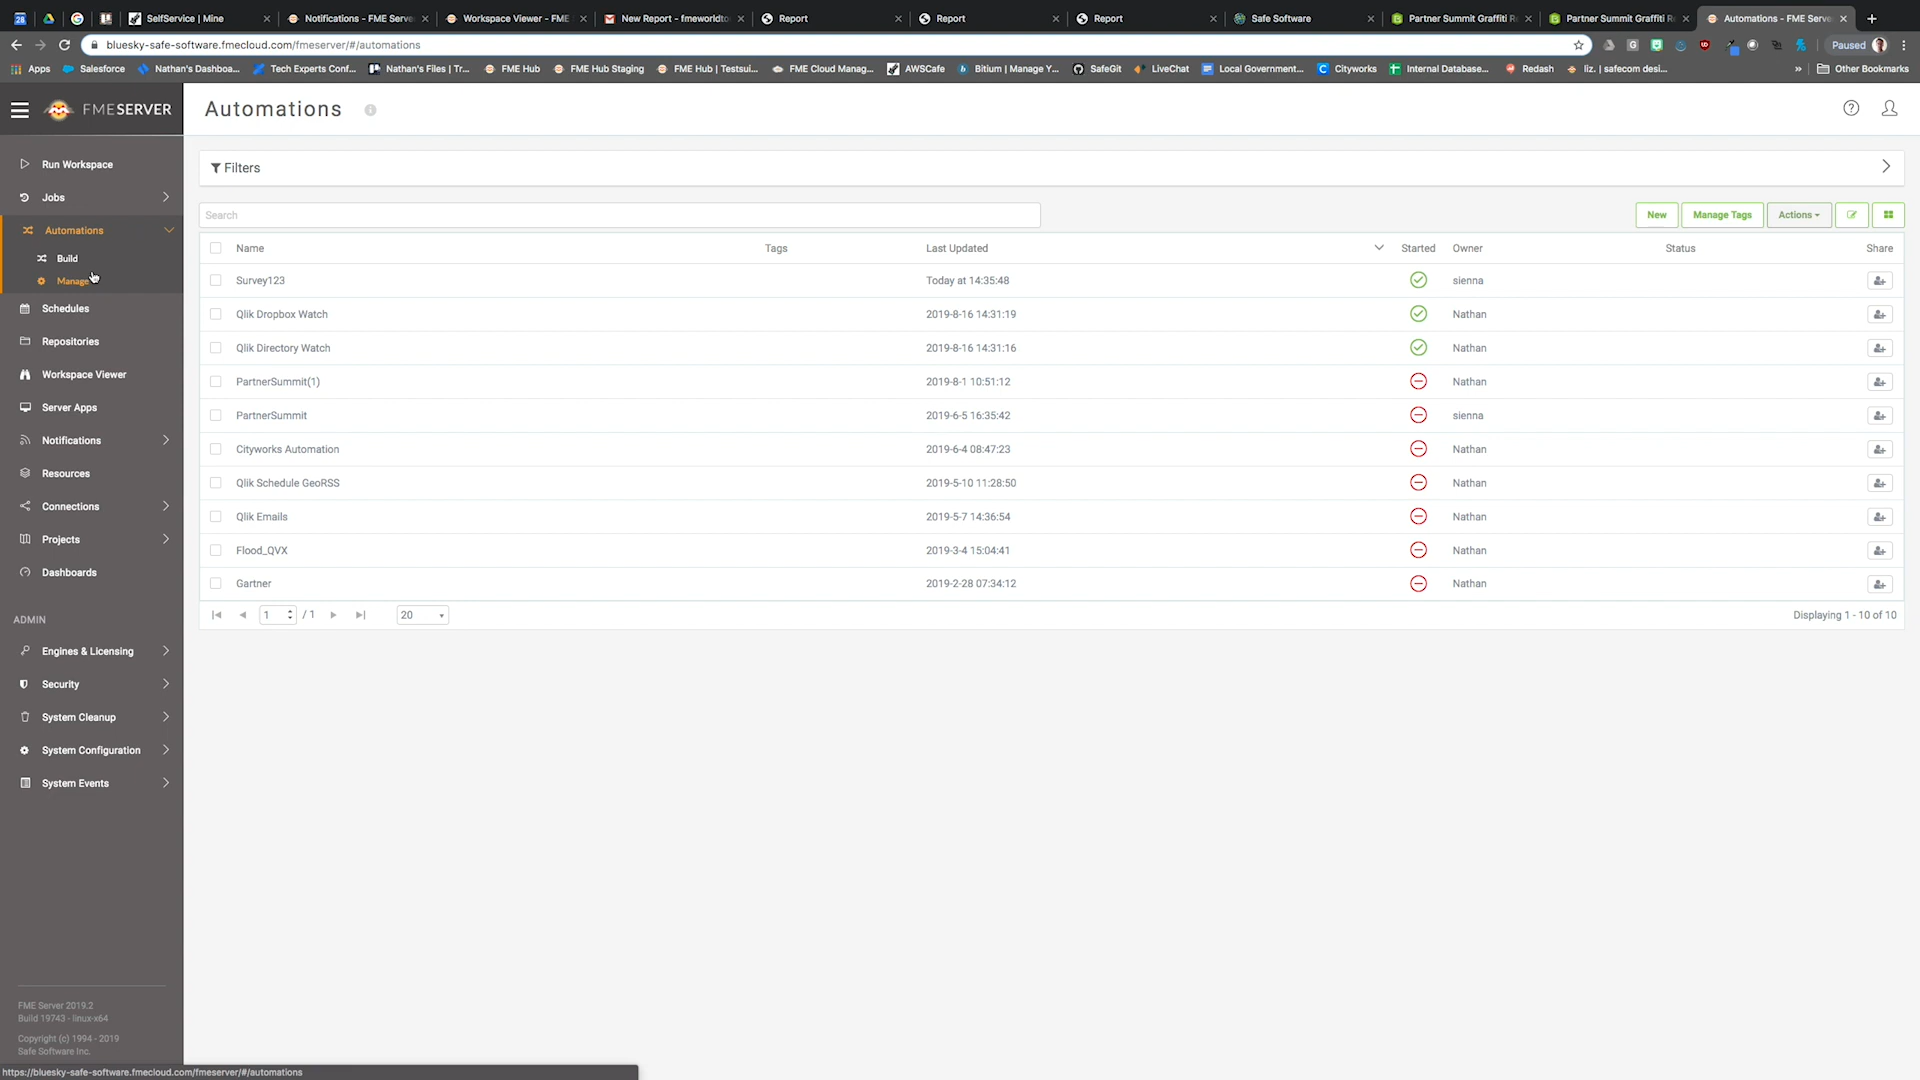 SelfService | Mine
Notifications - FME Serve
Workspace Viewer - FME
New Report - fmeworldto
Report
Report
Report
Safe Software
Partner Summit Graffiti R
Partner Summit Graffiti R
Automations - FME Serve
bluesky-safe-software.fmecloud.com/fmeserver/#/automations
Paused
Apps
Salesforce
Nathan's Dashboa...
Tech Experts Conf...
Nathan's Files | Tr...
FME Hub
FME Hub Staging
FME Hub | Testsui...
FME Cloud Manag...
AWSCafe
Bitium | Manage Y...
SafeGit
LiveChat
Local Government...
Cityworks
Internal Database...
Redash
liz. | safecom desi...
»
Other Bookmarks
FMESERVER
Automations
Run Workspace
Jobs
Automations
Build
Manage
Schedules
Repositories
Workspace Viewer
Server Apps
Notifications
Resources
Connections
Projects
Dashboards
ADMIN
Engines & Licensing
Security
System Cleanup
System Configuration
System Events
FME Server 2019.2
Build 19743 - linux-x64
Copyright (c) 1994 - 2019
Safe Software Inc.
Filters
Search
New
Manage Tags
Actions
Name Tags Last Updated Started Owner Status Share
Survey123 Today at 14:35:48 sienna
Qlik Dropbox Watch 2019-8-16 14:31:19 Nathan
Qlik Directory Watch 2019-8-16 14:31:16 Nathan
PartnerSummit(1) 2019-8-1 10:51:12 Nathan
PartnerSummit 2019-6-5 16:35:42 sienna
Cityworks Automation 2019-6-4 08:47:23 Nathan
Qlik Schedule GeoRSS 2019-5-10 11:28:50 Nathan
Qlik Emails 2019-5-7 14:36:54 Nathan
Flood_QVX 2019-3-4 15:04:41 Nathan
Gartner 2019-2-28 07:34:12 Nathan
1 / 1 20 Displaying 1 - 10 of 10
https://bluesky-safe-software.fmecloud.com/fmeserver/#/automations